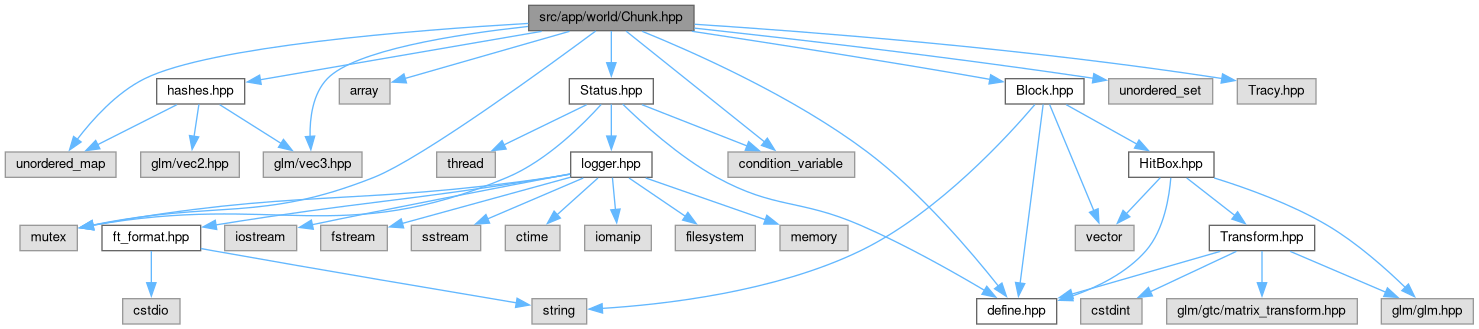 src/app/world/Chunk.hpp
hashes.hpp
array
Status.hpp
Block.hpp
unordered_set
Tracy.hpp
unordered_map
glm/vec2.hpp
glm/vec3.hpp
thread
logger.hpp
condition_variable
HitBox.hpp
mutex
ft_format.hpp
iostream
fstream
sstream
ctime
iomanip
filesystem
memory
vector
Transform.hpp
cstdio
string
define.hpp
cstdint
glm/gtc/matrix_transform.hpp
glm/glm.hpp